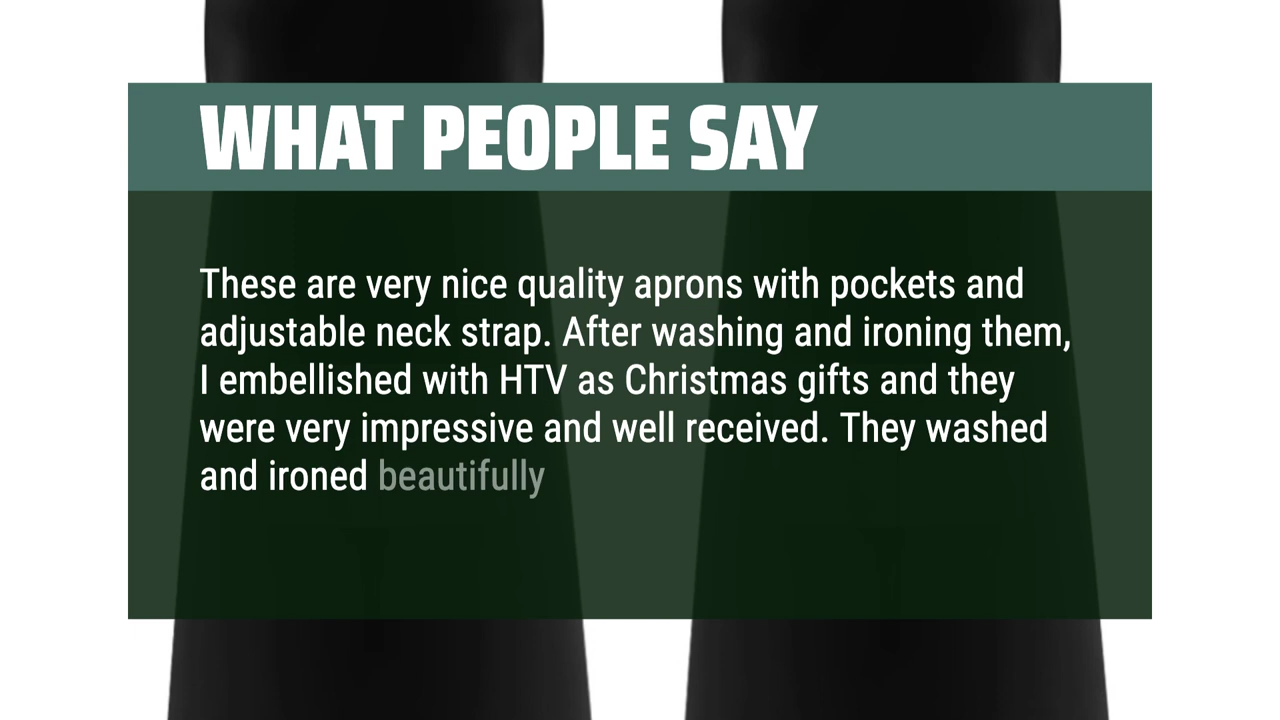 WHAT PEOPLE SAY
These are very nice quality aprons with pockets and
adjustable neck strap. After washing and ironing them,
I embellished with HTV as Christmas gifts and they
were very impressive and well received. They washed
and ironed beautifully